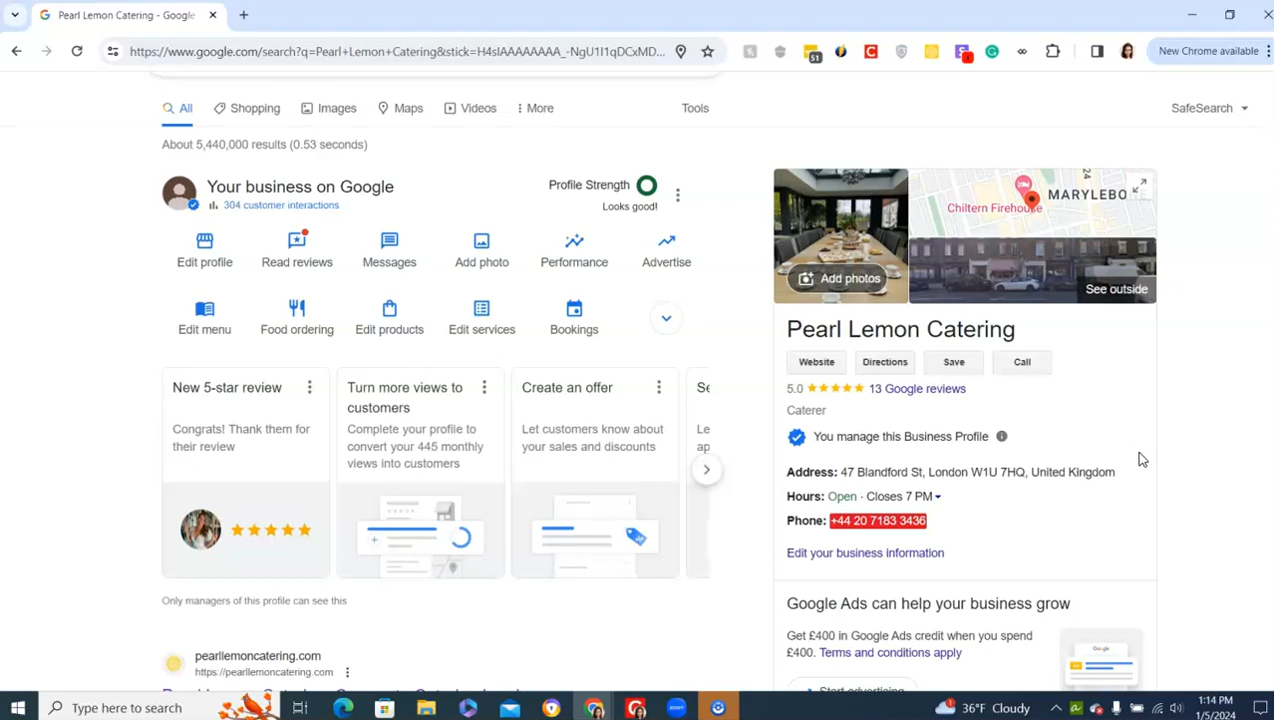 Pearl Lemon Catering - Google
https://www.google.com/search?q=Pearl+Lemon+Catering&stick=H4sIAAAAAAAA_-NgU1I1qDCxMD...
51
New Chrome available
All
Shopping
Images
Maps
Videos
More
Tools
SafeSearch
About 5,440,000 results (0.53 seconds)
Your business on Google
304 customer interactions
Profile Strength
Looks good!
Edit profile
Read reviews
Messages
Add photo
Performance
Advertise
Edit menu
Food ordering
Edit products
Edit services
Bookings
New 5-star review
Congrats! Thank them for
their review
Turn more views to
customers
Complete your profile to
convert your 445 monthly
views into customers
Create an offer
Let customers know about
your sales and discounts
Only managers of this profile can see this
pearllemoncatering.com
https://pearllemoncatering.com
24
MARYLEBO
Chiltern Firehouse
Add photos
See outside
Pearl Lemon Catering
Website
Directions
Save
Call
5.0
13 Google reviews
Caterer
You manage this Business Profile
Address: 47 Blandford St, London W1U 7HQ, United Kingdom
Hours: Open · Closes 7 PM
Phone: +44 20 7183 3436
Edit your business information
Google Ads can help your business grow
Get £400 in Google Ads credit when you spend
£400. Terms and conditions apply
Start advertising
Type here to search
zoom
36°F Cloudy
1:14 PM
1/5/2024